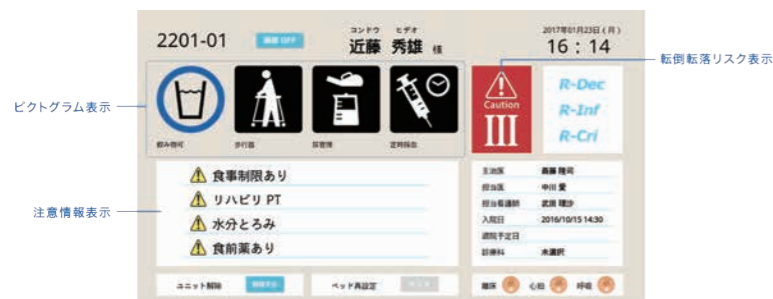 2201-01
コンドウ ヒデオ
近藤 秀雄 様
2017年01月23日(月)
16:14
転倒転落リスク表示
ピクトグラム表示
Caution
III
R-Dec
R-Inf
R-Cri
飲み物可
歩行器
採血
定時採血
注意情報表示
食事制限あり
リハビリ PT
水分とろみ
食前薬あり
主治医 斎藤 隆司
担当医 中川 愛
担当看護師 武田 理沙
入院日 2016/10/15 14:30
退院予定日
診療科 未選択
ユニット解除
ベッド再設定
離床 心拍 呼吸